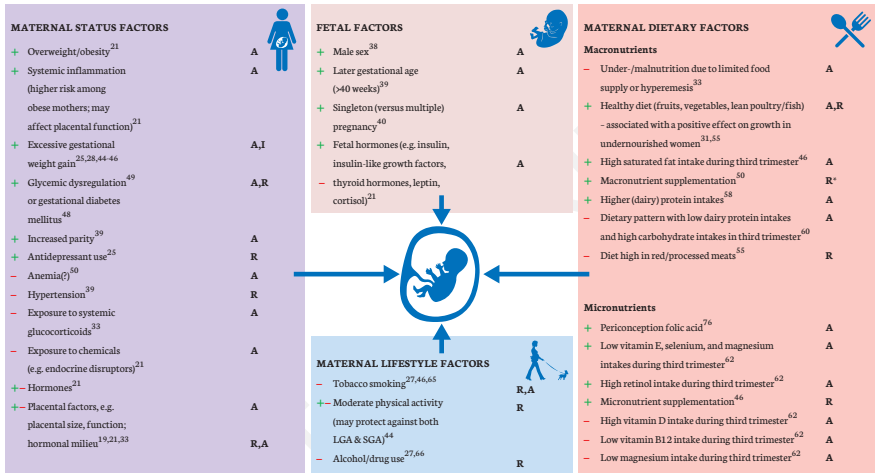 MATERNAL STATUS FACTORS
+ Overweight/obesity21 A
+ Systemic inflammation A
(higher risk among
obese mothers; may
affect placental function)21
+ Excessive gestational A,I
weight gain25,28,44-46
+ Glycemic dysregulation49 A,R
or gestational diabetes
mellitus48
+ Increased parity39 A
+ Antidepressant use25 R
– Anemia(?)50 A
– Hypertension39 R
– Exposure to systemic A
glucocorticoids33
– Exposure to chemicals A
(e.g. endocrine disruptors)21
+– Hormones21
+– Placental factors, e.g. A
placental size, function;
hormonal milieu19,21,33 R,A
FETAL FACTORS
+ Male sex38 A
+ Later gestational age A
(>40 weeks)39
+ Singleton (versus multiple) A
pregnancy40
+ Fetal hormones (e.g. insulin,
insulin-like growth factors, A
– thyroid hormones, leptin,
cortisol)21
MATERNAL LIFESTYLE FACTORS
– Tobacco smoking27,46,65 R,A
+– Moderate physical activity R
(may protect against both
LGA & SGA)44
– Alcohol/drug use27,66 R
MATERNAL DIETARY FACTORS
Macronutrients
– Under-/malnutrition due to limited food A
supply or hyperemesis33
+ Healthy diet (fruits, vegetables, lean poultry/fish) A,R
- associated with a positive effect on growth in
undernourished women31,55
+ High saturated fat intake during third trimester46 A
+ Macronutrient supplementation50 R*
+ Higher (dairy) protein intakes58 A
– Dietary pattern with low dairy protein intakes A
and high carbohydrate intakes in third trimester60
– Diet high in red/processed meats55 R
Micronutrients
+ Periconception folic acid76 A
+ Low vitamin E, selenium, and magnesium A
intakes during third trimester62
+ High retinol intake during third trimester62 A
+ Micronutrient supplementation46 R
– High vitamin D intake during third trimester62 A
– Low vitamin B12 intake during third trimester62 A
– Low magnesium intake during third trimester62 A